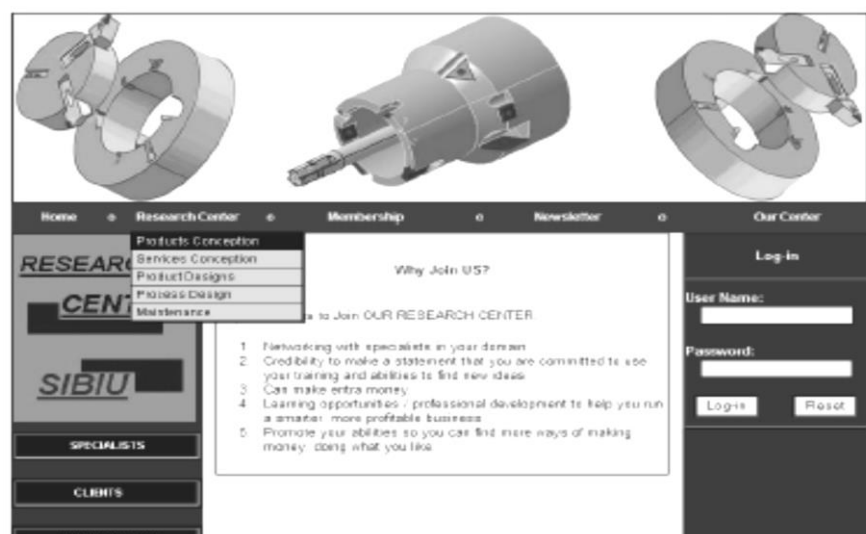 Home Research Center Membership Newsletter Our Center
Products Conception
Services Conception
Product Designs
Process Design
Maintenance
RESEAR
CENT
SIBIU
SPECIALISTS
CLIENTS
Why Join US?
to Join OUR RESEARCH CENTER.
1. Networking with specialists in your domain
2. Credibility to make a statement that you are committed to use
your training and abilities to find new ideas
3. Can make entra money
4. Learning opportunities / professional development to help you run
a smarter, more profitable business
5. Promote your abilities so you can find more ways of making
money, doing what you like
Log-in
User Name:
Password:
Log-in Reset